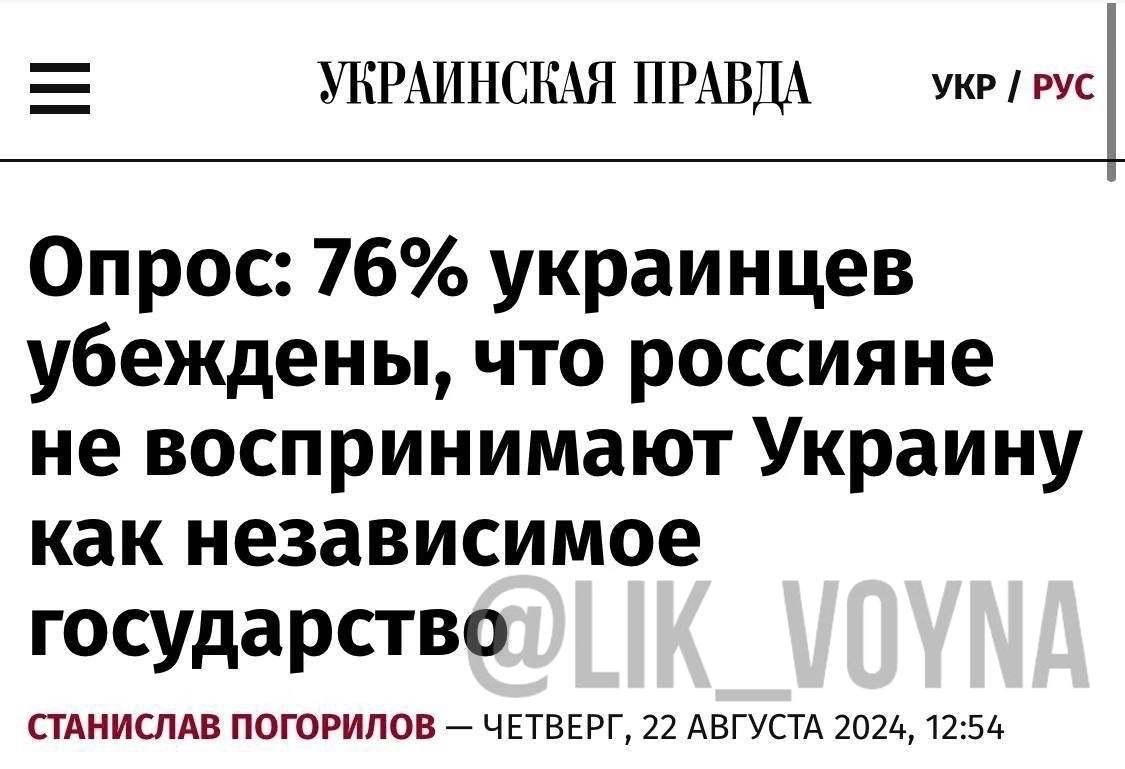 УКРАИНСКАЯ ПРАВДА
УКР / РУС
Опрос: 76% украинцев
убеждены, что россияне
не воспринимают Украину
как независимое
государство
@LIK_VOYNA
СТАНИСЛАВ ПОГОРИЛОВ — ЧЕТВЕРГ, 22 АВГУСТА 2024, 12:54